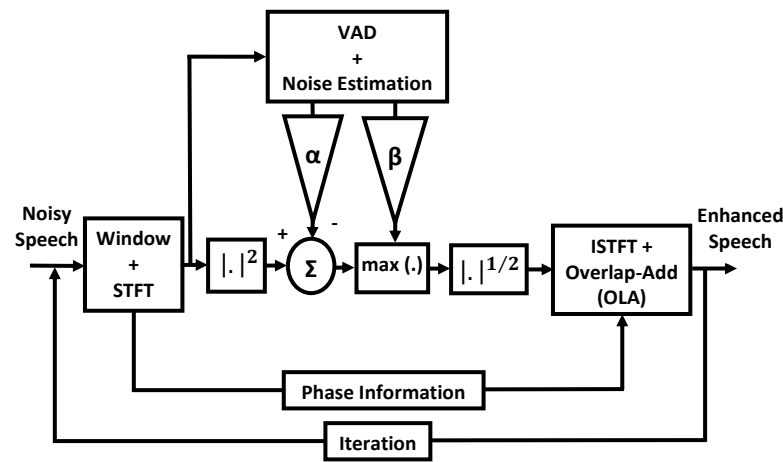 VAD
+
Noise Estimation
α
β
Noisy
Speech
Window
+
STFT
|.|²
+
-
Σ
max (.)
|.|^{1/2}
ISTFT +
Overlap-Add
(OLA)
Enhanced
Speech
Phase Information
Iteration